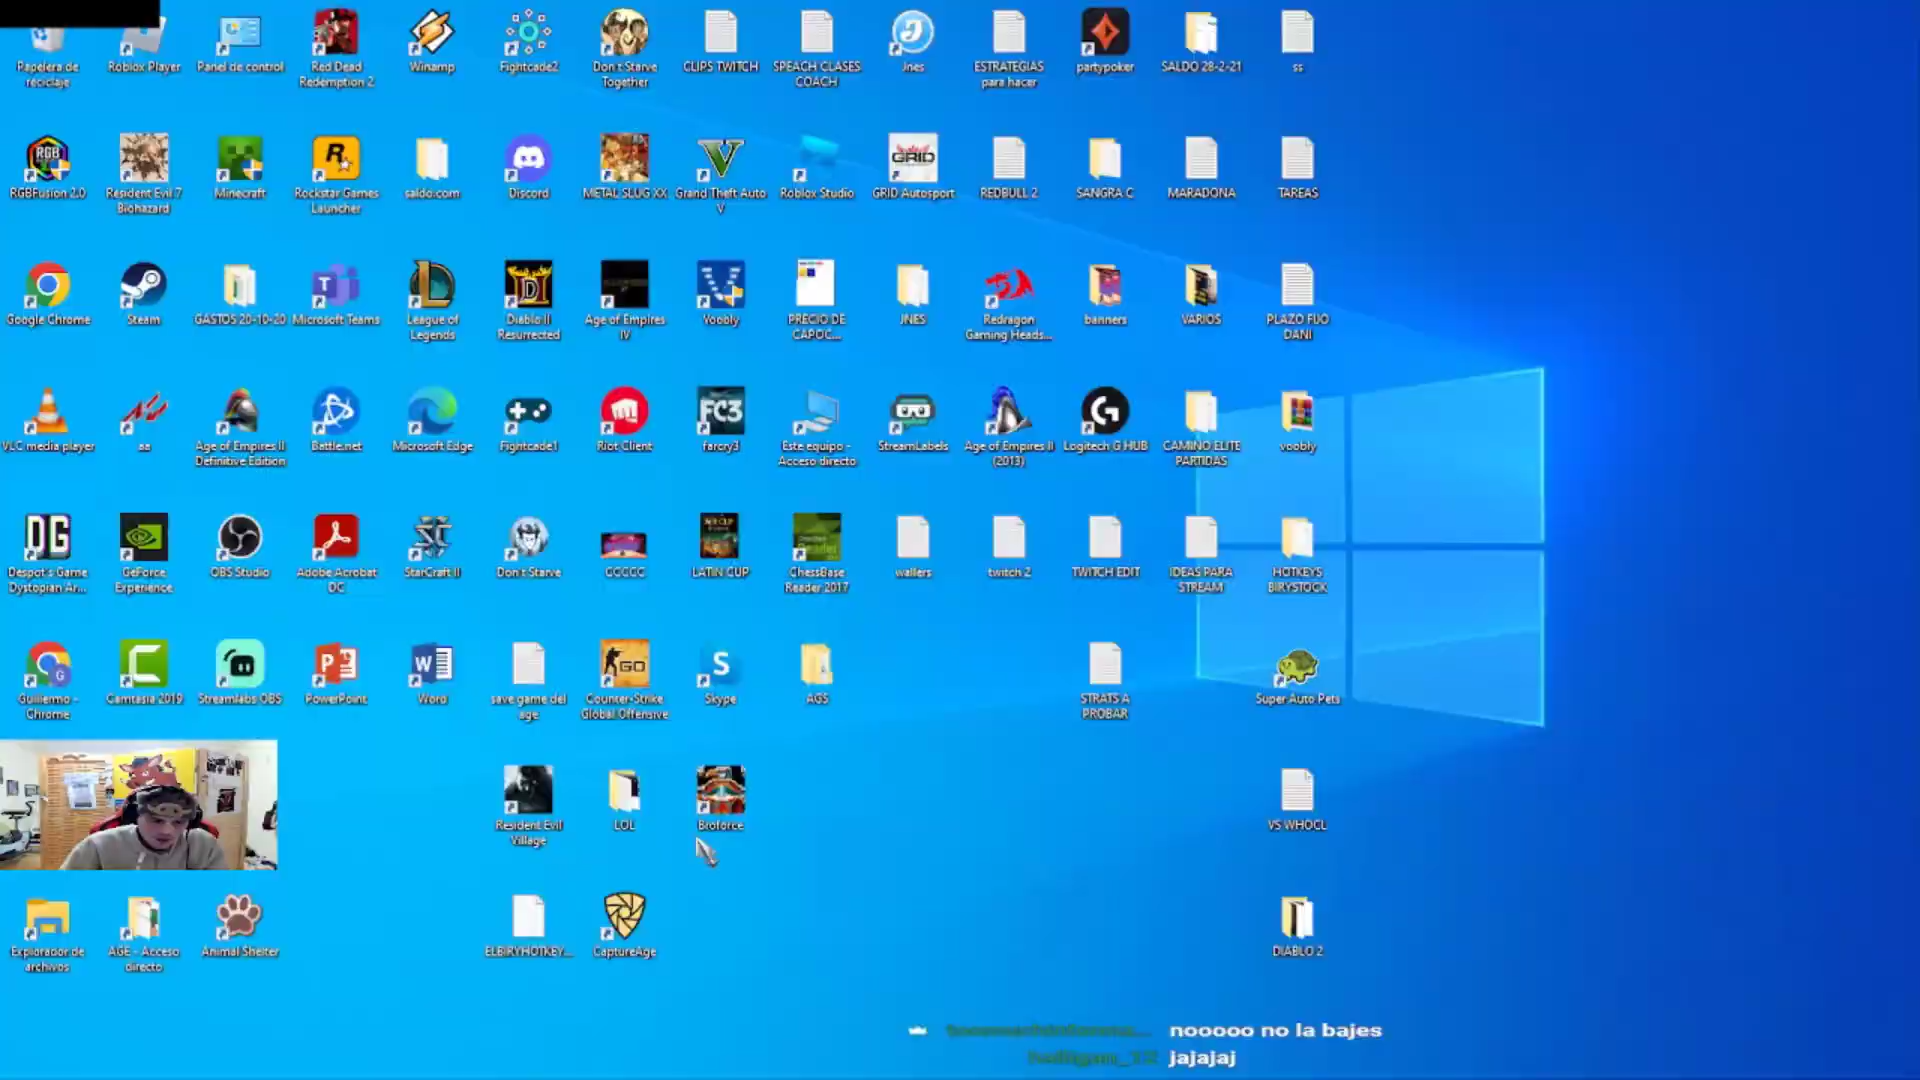 Papelera de
reciclaje
Roblox Player
Panel de control
Red Dead
Redemption 2
Winamp
Fightcade2
Don't Starve
Together
CLIPS TWITCH
SPEACH CLASES
COACH
Jnes
ESTRATEGIAS
para hacer
partypoker
SALDO 28-2-21
ss
RGB
RGBFusion 2.0
Resident Evil 7
Biohazard
Minecraft
R
Rockstar Games
Launcher
saldo.com
Discord
METAL SLUG XX
Grand Theft Auto
V
Roblox Studio
GRID
GRID Autosport
REDBULL 2
SANGRA C
MARADONA
TAREAS
Google Chrome
Steam
GASTOS 20-10-20
Microsoft Teams
League of
Legends
Diablo II
Resurrected
Age of Empires
IV
Voobly
PRECIO DE
CAPOC...
JNES
Redragon
Gaming Heads...
banners
VARIOS
PLAZO FIJO
DANI
VLC media player
aa
Age of Empires II
Definitive Edition
Battle.net
Microsoft Edge
Fightcade1
Riot Client
FC3
farcry3
Este equipo -
Acceso directo
StreamLabels
Age of Empires II
(2013)
Logitech G HUB
CAMINO ELITE
PARTIDAS
voobly
DG
Despot's Game
Dystopian Ar...
GeForce
Experience
OBS Studio
Adobe Acrobat
DC
StarCraft II
Don't Starve
CCCCC
LATIN CUP
ChessBase
Reader 2017
wallers
twitch 2
TWITCH EDIT
IDEAS PARA
STREAM
HOTKEYS
BIRYSTOCK
Guillermo -
Chrome
Camtasia 2019
Streamlabs OBS
PowerPoint
Word
save game del
age
GO
Counter-Strike
Global Offensive
Skype
AGS
STRATS A
PROBAR
Super Auto Pets
Resident Evil
Village
LOL
Broforce
VS WHOCL
Explorador de
archivos
AGE - Acceso
directo
Animal Shelter
ELBIRYHOTKEY...
CaptureAge
DIABLO 2
nooooo no la bajes
jajajaj